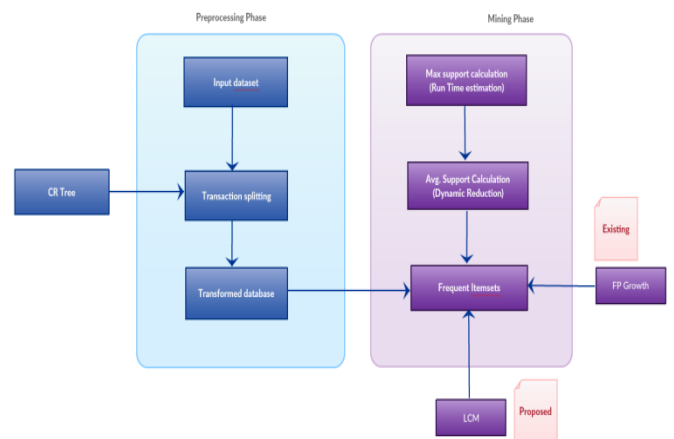 Preprocessing Phase
Mining Phase
Input dataset
Max support calculation
(Run Time estimation)
CR Tree
Transaction splitting
Avg. Support Calculation
(Dynamic Reduction)
Existing
Transformed database
Frequent Itemsets
FP Growth
LCM
Proposed